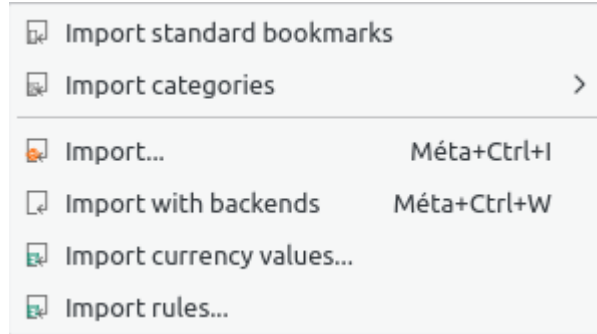 Import standard bookmarks
Import categories
Import... Méta+Ctrl+I
Import with backends Méta+Ctrl+W
Import currency values...
Import rules...